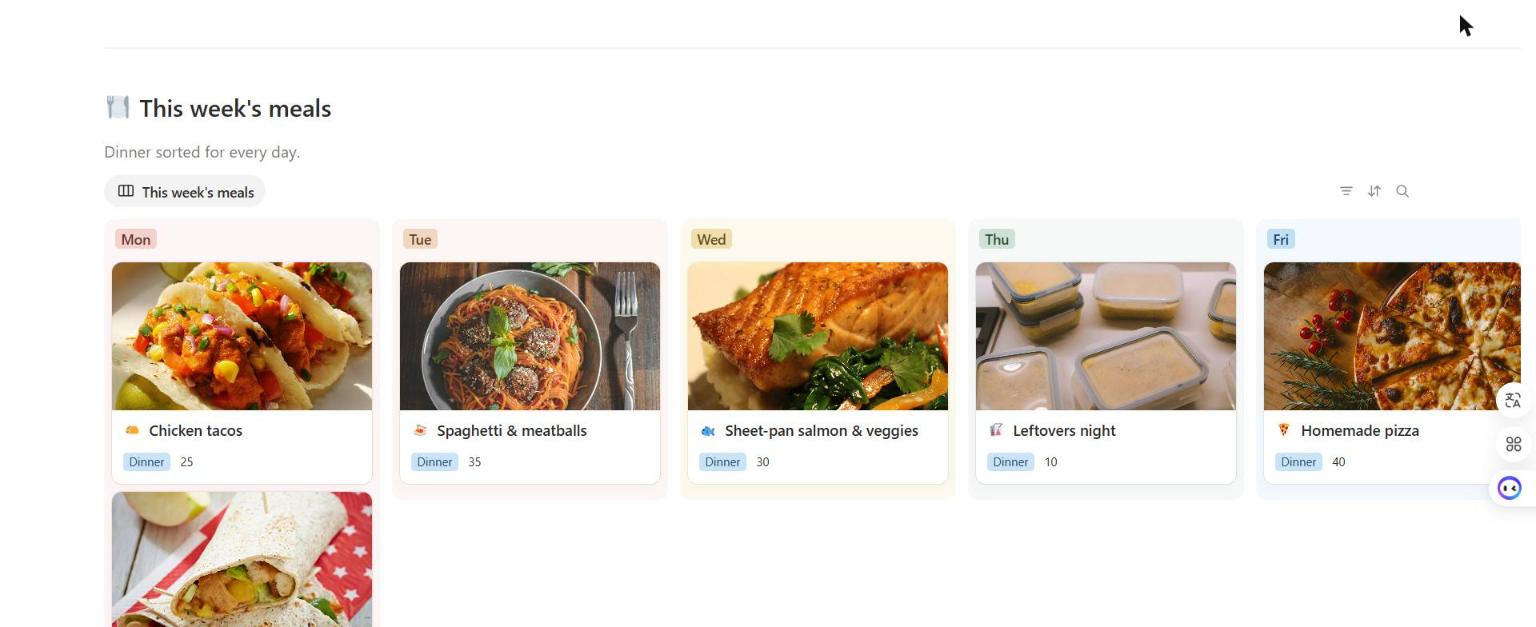 This week's meals
Dinner sorted for every day.
This week's meals
Mon
Tue
Wed
Thu
Fri
Chicken tacos
Spaghetti & meatballs
Sheet-pan salmon & veggies
Leftovers night
Homemade pizza
Dinner 25
Dinner 35
Dinner 30
Dinner 10
Dinner 40